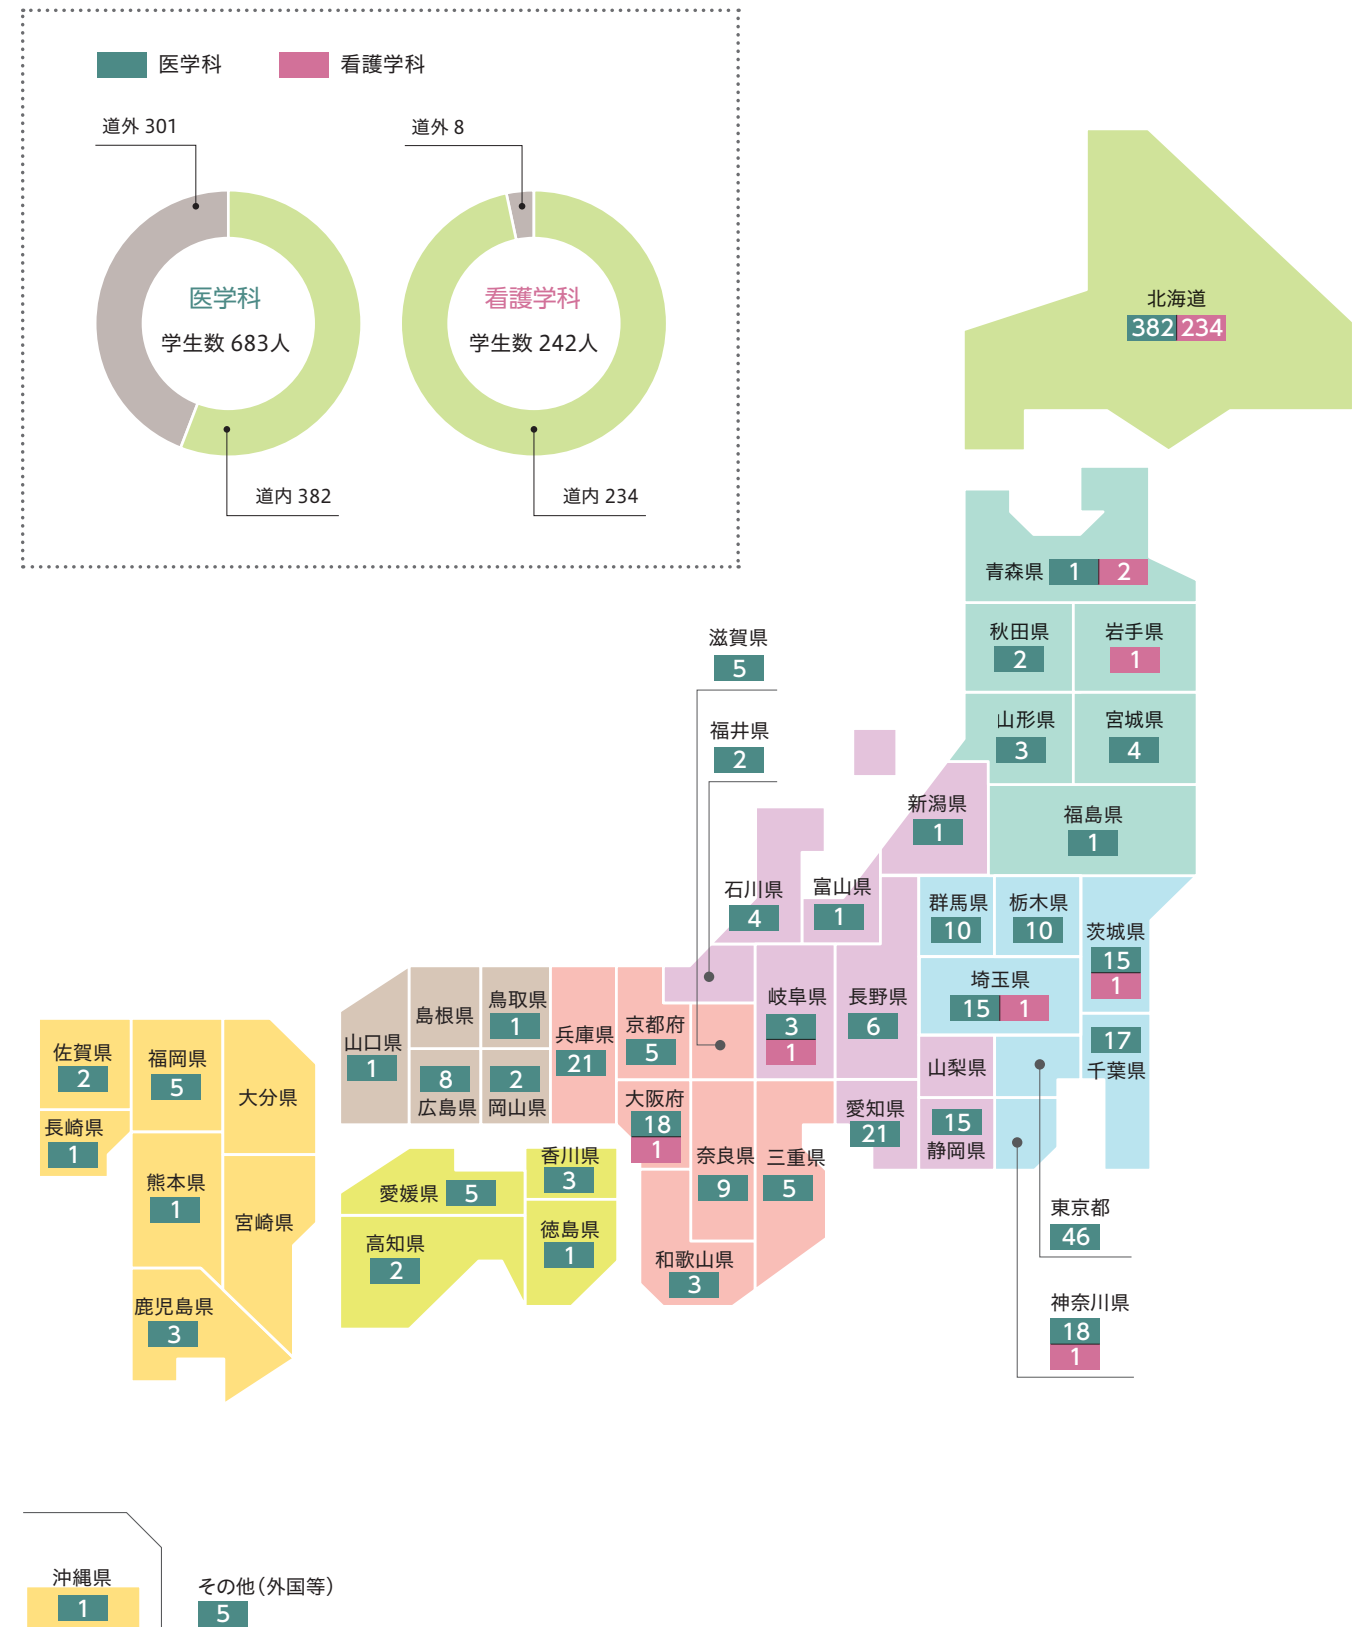 医学科
看護学科
道外 301
道外 8
医学科
学生数 683人
看護学科
学生数 242人
道内 382
道内 234
北海道
382 234
青森県 1 2
秋田県
2
岩手県
1
山形県
3
宮城県
4
福島県
1
滋賀県
5
福井県
2
新潟県
1
石川県
4
富山県
1
群馬県
10
栃木県
10
茨城県
15
1
埼玉県
15 1
岐阜県
3
1
長野県
6
山梨県
17
千葉県
愛知県
21
15
静岡県
東京都
46
神奈川県
18
1
京都府
5
兵庫県
21
大阪府
18
1
奈良県
9
三重県
5
和歌山県
3
鳥取県
1
島根県
山口県
1
8
広島県
2
岡山県
香川県
3
愛媛県 5
徳島県
1
高知県
2
佐賀県
2
福岡県
5
大分県
長崎県
1
熊本県
1
宮崎県
鹿児島県
3
沖縄県
1
その他(外国等)
5